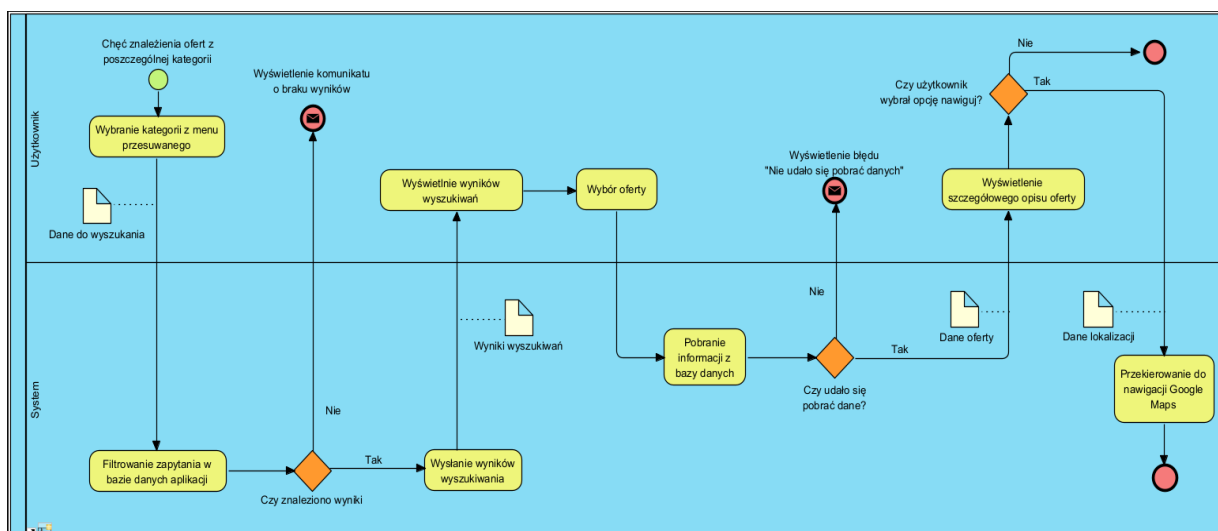 Użytkownik
Chęć znależienia ofert z
poszczególnej kategorii
Wybranie kategorii z menu
przesuwanego
Dane do wyszukania
Wyświetlenie komunikatu
o braku wyników
Wyświetlnie wyników
wyszukiwań
Wybór oferty
Wyświetlenie błędu
"Nie udało się pobrać danych"
Czy użytkownik
wybrał opcję nawiguj?
Nie
Tak
Wyświetlenie
szczegółowego opisu oferty
System
Filtrowanie zapytania w
bazie danych aplikacji
Czy znaleziono wyniki
Nie
Tak
Wysłanie wyników
wyszukiwania
Wyniki wyszukiwań
Pobranie
informacji z
bazy danych
Czy udało się
pobrać dane?
Nie
Tak
Dane oferty
Dane lokalizacji
Przekierowanie do
nawigacji Google
Maps